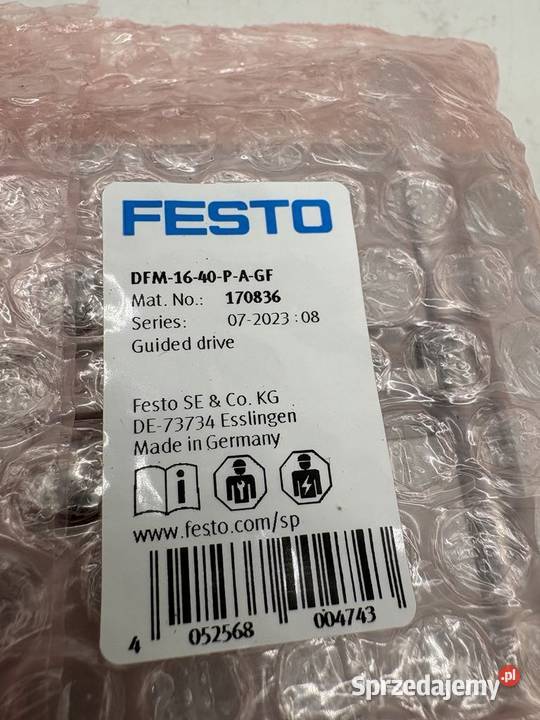 FESTO
DFM-16-40-P-A-GF
Mat. No.: 170836
Series: 07-2023 : 08
Guided drive
Festo SE & Co. KG
DE-73734 Esslingen
Made in Germany
www.festo.com/sp
4 052568 004743
Sprzedajemy.pl